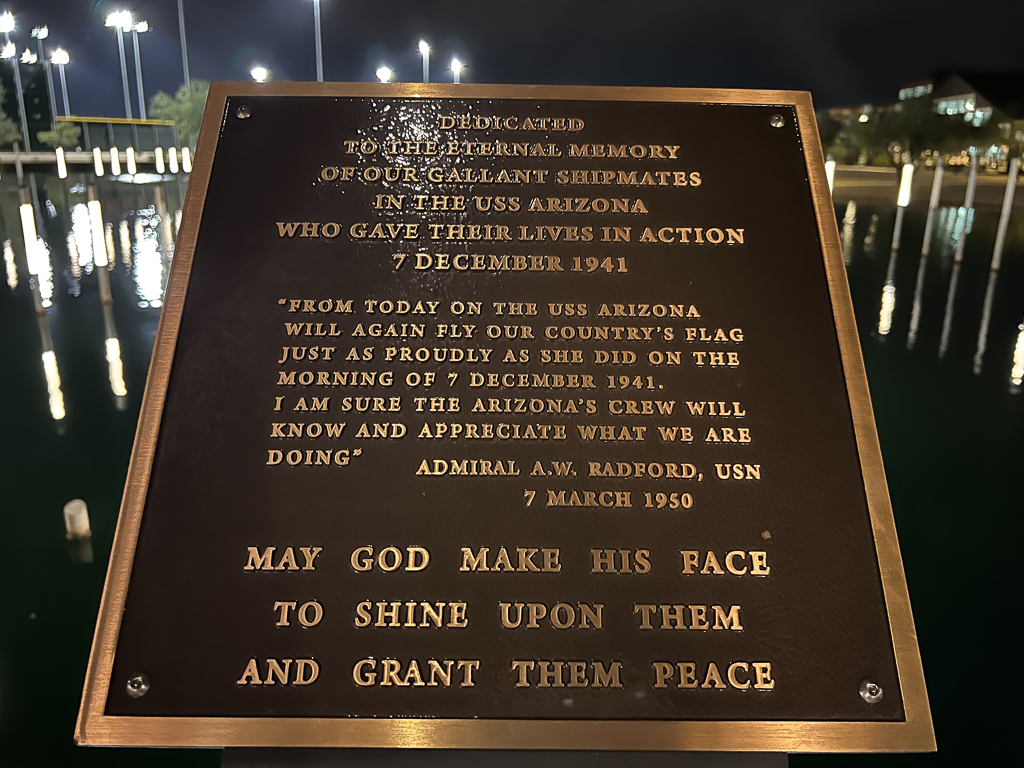 DEDICATED
TO THE ETERNAL MEMORY
OF OUR GALLANT SHIPMATES
IN THE USS ARIZONA
WHO GAVE THEIR LIVES IN ACTION
7 DECEMBER 1941
"FROM TODAY ON THE USS ARIZONA
WILL AGAIN FLY OUR COUNTRY'S FLAG
JUST AS PROUDLY AS SHE DID ON THE
MORNING OF 7 DECEMBER 1941.
I AM SURE THE ARIZONA'S CREW WILL
KNOW AND APPRECIATE WHAT WE ARE
DOING"
ADMIRAL A.W. RADFORD, USN
7 MARCH 1950
MAY GOD MAKE HIS FACE
TO SHINE UPON THEM
AND GRANT THEM PEACE